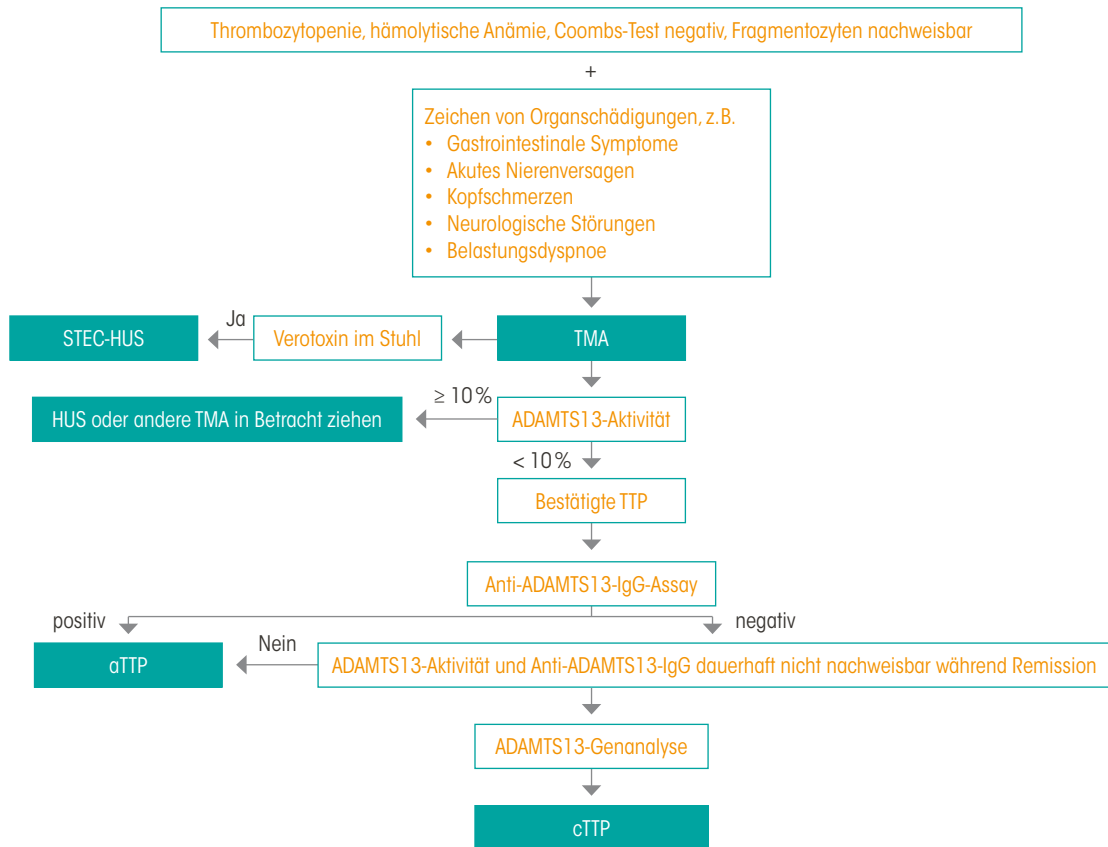 Thrombozytopenie, hämolytische Anämie, Coombs-Test negativ, Fragmentozyten nachweisbar
+
Zeichen von Organschädigungen, z. B.
• Gastrointestinale Symptome
• Akutes Nierenversagen
• Kopfschmerzen
• Neurologische Störungen
• Belastungsdyspnoe
STEC-HUS
Ja
Verotoxin im Stuhl
TMA
HUS oder andere TMA in Betracht ziehen
≥ 10 %
ADAMTS13-Aktivität
< 10 %
Bestätigte TTP
Anti-ADAMTS13-IgG-Assay
positiv
negativ
aTTP
Nein
ADAMTS13-Aktivität und Anti-ADAMTS13-IgG dauerhaft nicht nachweisbar während Remission
ADAMTS13-Genanalyse
cTTP